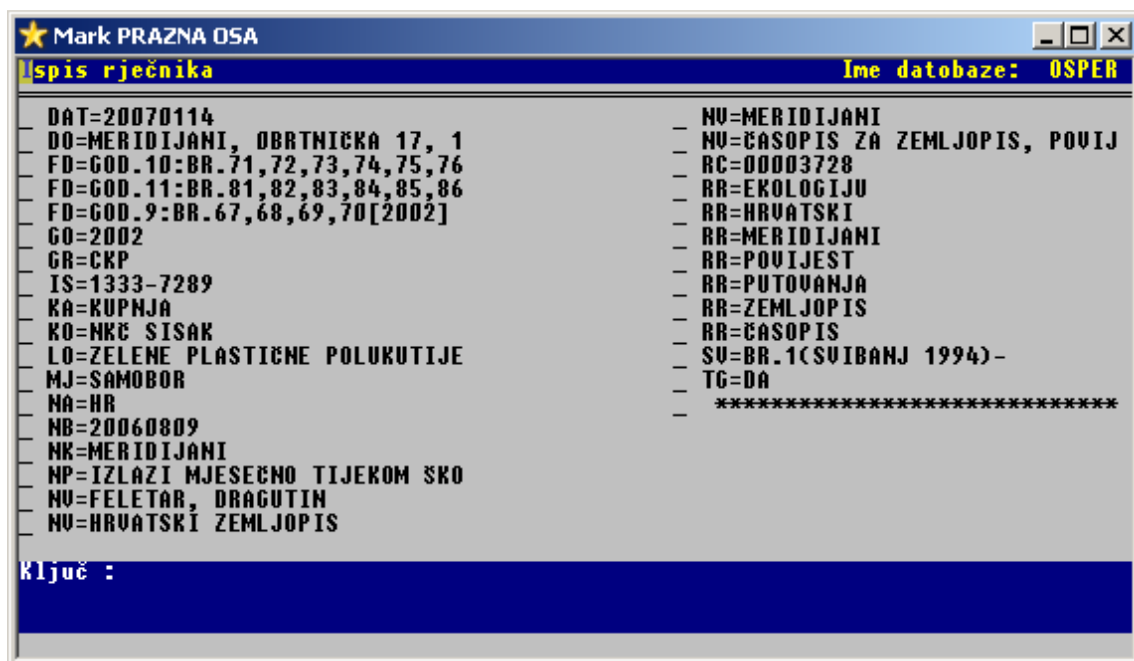 Mark PRAZNA OSA
Ispis rječnika Ime datobaze: OSPER
_ DAT=20070114
_ DO=MERIDIJANI, OBRTNIČKA 17, 1
_ FD=GOD.10:BR.71,72,73,74,75,76
_ FD=GOD.11:BR.81,82,83,84,85,86
_ FD=GOD.9:BR.67,68,69,70[2002]
_ GO=2002
_ GR=CKP
_ IS=1333-7289
_ KA=KUPNJA
_ KO=NKČ SISAK
_ LO=ZELENE PLASTIČNE POLUKUTIJE
_ MJ=SAMOBOR
_ NA=HR
_ NB=20060809
_ NK=MERIDIJANI
_ NP=IZLAZI MJESEČNO TIJEKOM ŠKO
_ NV=FELETAR, DRAGUTIN
_ NV=HRVATSKI ZEMLJOPIS
_ NV=MERIDIJANI
_ NV=ČASOPIS ZA ZEMLJOPIS, POVIJ
_ RC=00003728
_ RR=EKOLOGIJU
_ RR=HRVATSKI
_ RR=MERIDIJANI
_ RR=POVIJEST
_ RR=PUTOVANJA
_ RR=ZEMLJOPIS
_ RR=ČASOPIS
_ SV=BR.1(SVIBANJ 1994)-
_ TG=DA
_ *****************************
Ključ :